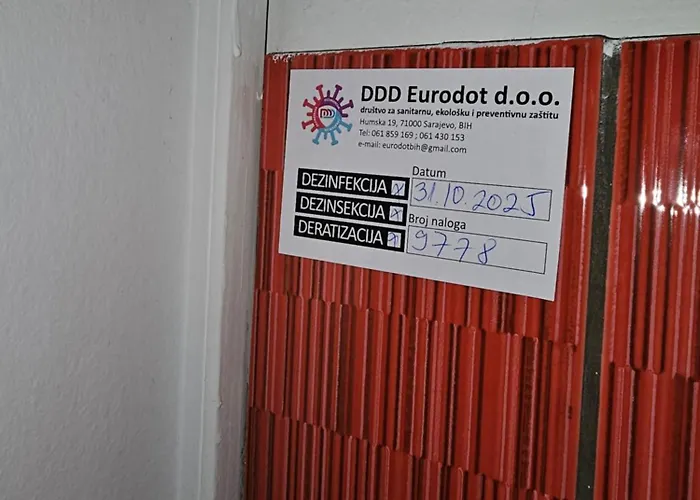 DDD
DDD Eurodot d.o.o.
društvo za sanitarnu, ekološku i preventivnu zaštitu
Humska 19, 71000 Sarajevo, BIH
Tel: 061 859 169 ; 061 430 153
e-mail: eurodotbih@gmail.com
Datum
DEZINFEKCIJA x 31.10.2025
DEZINSEKCIJA x Broj naloga
DERATIZACIJA x 9778